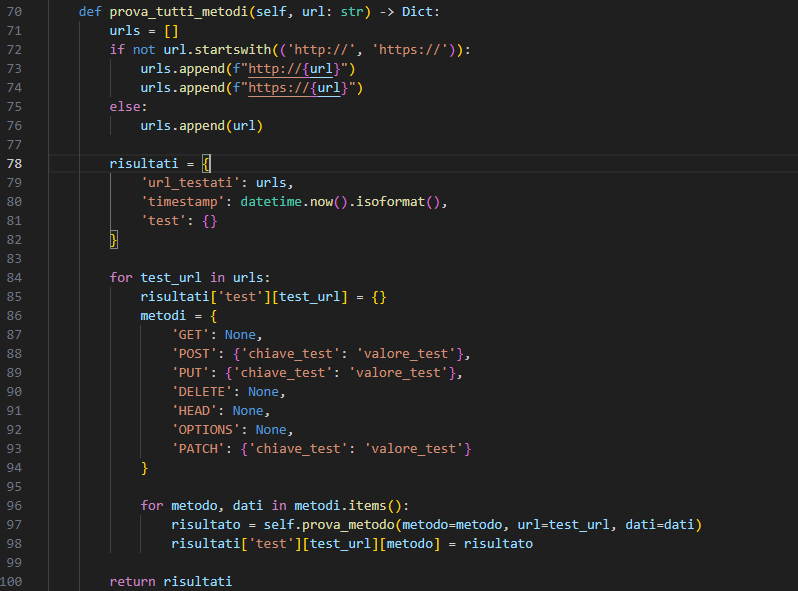 70 def prova_tutti_metodi(self, url: str) -> Dict:
71 urls = []
72 if not url.startswith(('http://', 'https://')):
73 urls.append(f"http://{url}")
74 urls.append(f"https://{url}")
75 else:
76 urls.append(url)
77
78 risultati = {
79 'url_testati': urls,
80 'timestamp': datetime.now().isoformat(),
81 'test': {}
82 }
83
84 for test_url in urls:
85 risultati['test'][test_url] = {}
86 metodi = {
87 'GET': None,
88 'POST': {'chiave_test': 'valore_test'},
89 'PUT': {'chiave_test': 'valore_test'},
90 'DELETE': None,
91 'HEAD': None,
92 'OPTIONS': None,
93 'PATCH': {'chiave_test': 'valore_test'}
94 }
95
96 for metodo, dati in metodi.items():
97 risultato = self.prova_metodo(metodo=metodo, url=test_url, dati=dati)
98 risultati['test'][test_url][metodo] = risultato
99
100 return risultati